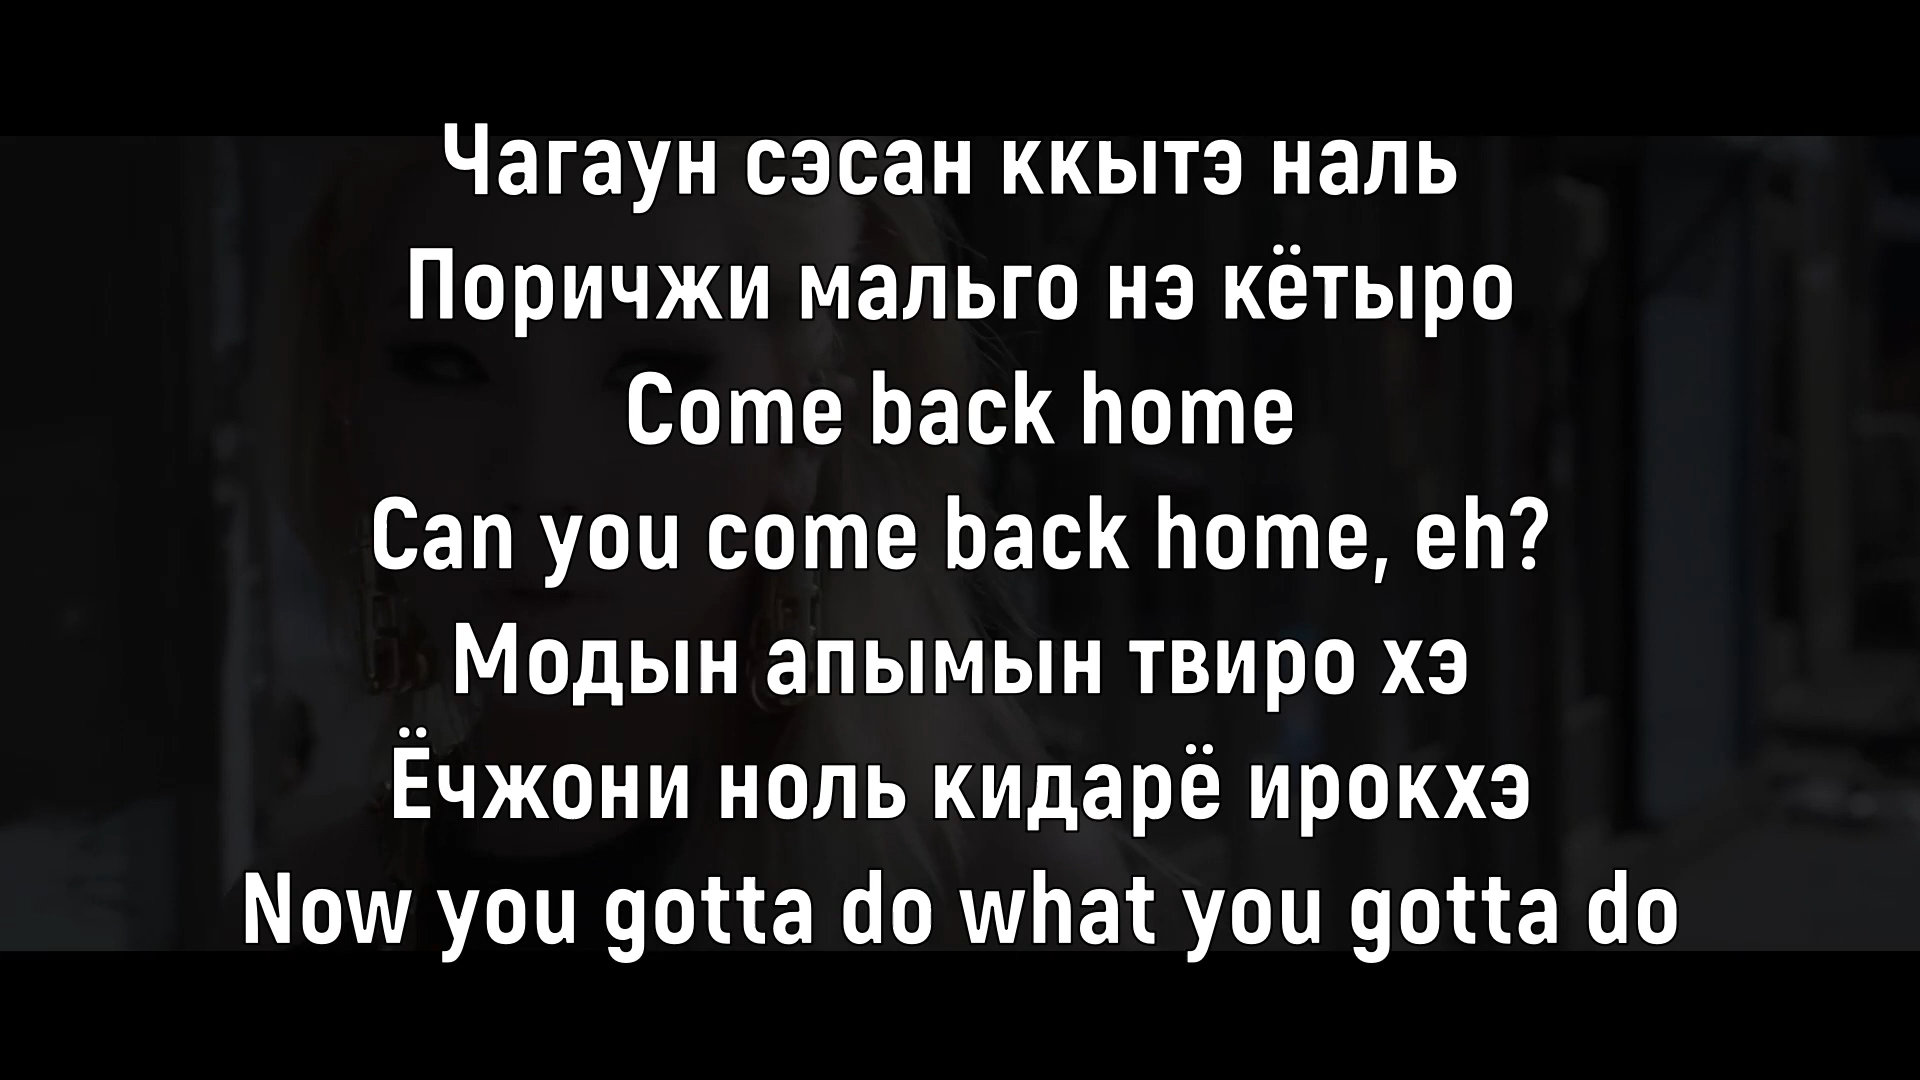 Чагаун сэсан ккытэ наль
Поричжи мальго нэ кётыро
Come back home
Can you come back home, eh?
Модын апымын твиро хэ
Ёчжони ноль кидарё ирокхэ
Now you gotta do what you gotta do